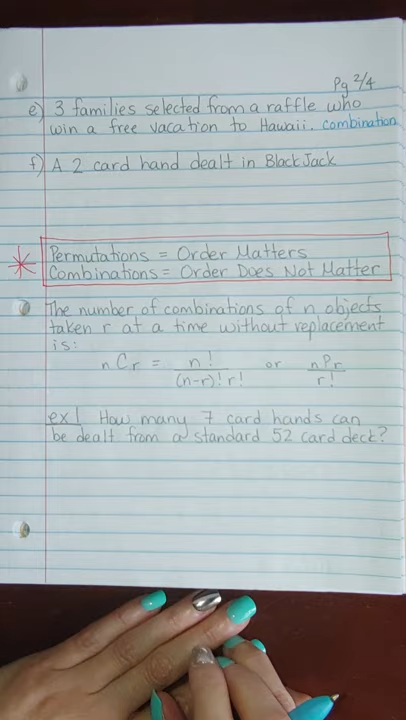 Pg 2/4
e) 3 families selected from a raffle who
win a free vacation to Hawaii. combination
f) A 2 card hand dealt in BlackJack
Permutations = Order Matters
Combinations = Order Does Not Matter
The number of combinations of n objects
taken r at a time without replacement
is:
nCr = n! / (n-r)! r! or nPr / r!
ex How many 7 card hands can
be dealt from a standard 52 card deck?